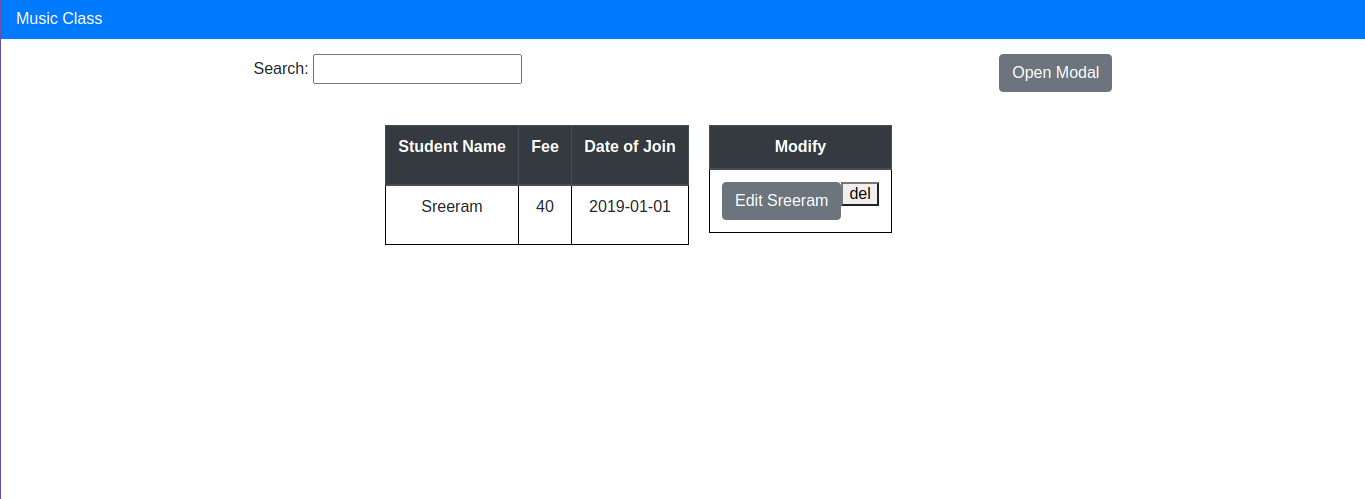 Music Class
Search:
Open Modal
Student Name Fee Date of Join
Modify
Sreeram 40 2019-01-01
Edit Sreeram del